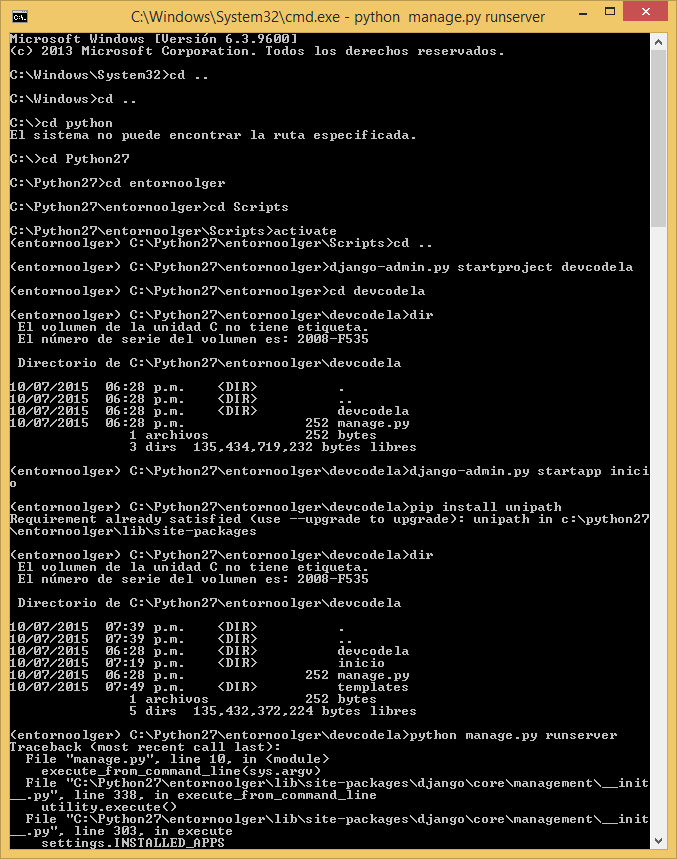 C:\Windows\System32\cmd.exe - python  manage.py runserver
Microsoft Windows [Versión 6.3.9600]
(c) 2013 Microsoft Corporation. Todos los derechos reservados.
C:\Windows\System32>cd ..
C:\Windows>cd ..
C:\>cd python
El sistema no puede encontrar la ruta especificada.
C:\>cd Python27
C:\Python27>cd entornoolger
C:\Python27\entornoolger>cd Scripts
C:\Python27\entornoolger\Scripts>activate
(entornoolger) C:\Python27\entornoolger\Scripts>cd ..
(entornoolger) C:\Python27\entornoolger>django-admin.py startproject devcodela
(entornoolger) C:\Python27\entornoolger>cd devcodela
(entornoolger) C:\Python27\entornoolger\devcodela>dir
 El volumen de la unidad C no tiene etiqueta.
 El número de serie del volumen es: 2008-F535
 Directorio de C:\Python27\entornoolger\devcodela
10/07/2015  06:28 p.m.    <DIR>          .
10/07/2015  06:28 p.m.    <DIR>          ..
10/07/2015  06:28 p.m.    <DIR>          devcodela
10/07/2015  06:28 p.m.               252 manage.py
               1 archivos            252 bytes
               3 dirs  135,434,719,232 bytes libres
(entornoolger) C:\Python27\entornoolger\devcodela>django-admin.py startapp inici
o
(entornoolger) C:\Python27\entornoolger\devcodela>pip install unipath
Requirement already satisfied (use --upgrade to upgrade): unipath in c:\python27
\entornoolger\lib\site-packages
(entornoolger) C:\Python27\entornoolger\devcodela>dir
 El volumen de la unidad C no tiene etiqueta.
 El número de serie del volumen es: 2008-F535
 Directorio de C:\Python27\entornoolger\devcodela
10/07/2015  07:39 p.m.    <DIR>          .
10/07/2015  07:39 p.m.    <DIR>          ..
10/07/2015  06:28 p.m.    <DIR>          devcodela
10/07/2015  07:19 p.m.    <DIR>          inicio
10/07/2015  06:28 p.m.               252 manage.py
10/07/2015  07:49 p.m.    <DIR>          templates
               1 archivos            252 bytes
               5 dirs  135,432,372,224 bytes libres
(entornoolger) C:\Python27\entornoolger\devcodela>python manage.py runserver
Traceback (most recent call last):
  File "manage.py", line 10, in <module>
    execute_from_command_line(sys.argv)
  File "C:\Python27\entornoolger\lib\site-packages\django\core\management\__init
__.py", line 338, in execute_from_command_line
    utility.execute()
  File "C:\Python27\entornoolger\lib\site-packages\django\core\management\__init
__.py", line 303, in execute
    settings.INSTALLED_APPS